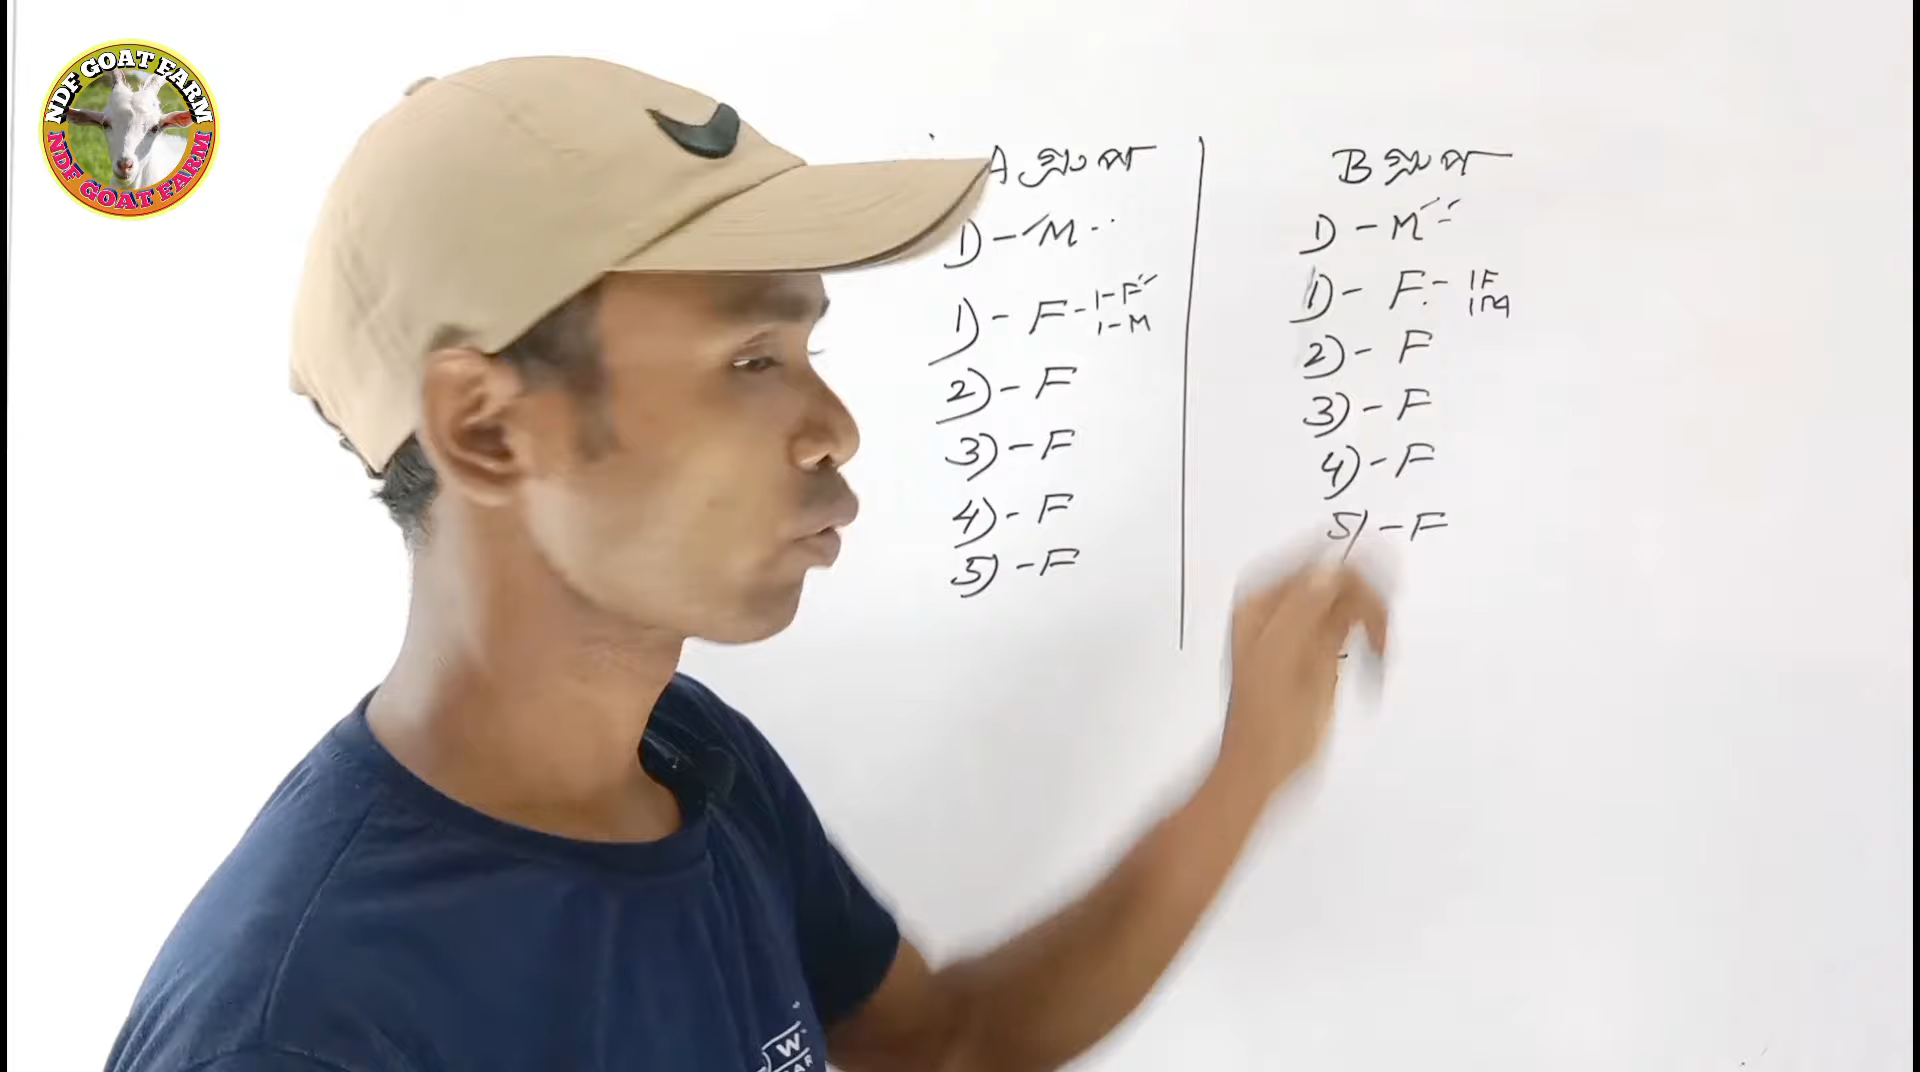 NDF GOAT FARM
NDF GOAT FARM
A গ্রুপ
1) - M
1) - F - 1 - F
1 - M
2) - F
3) - F
4) - F
5) - F
B গ্রুপ
1) - M
1) - F - 1F
1M
2) - F
3) - F
4) - F
5) - F
W